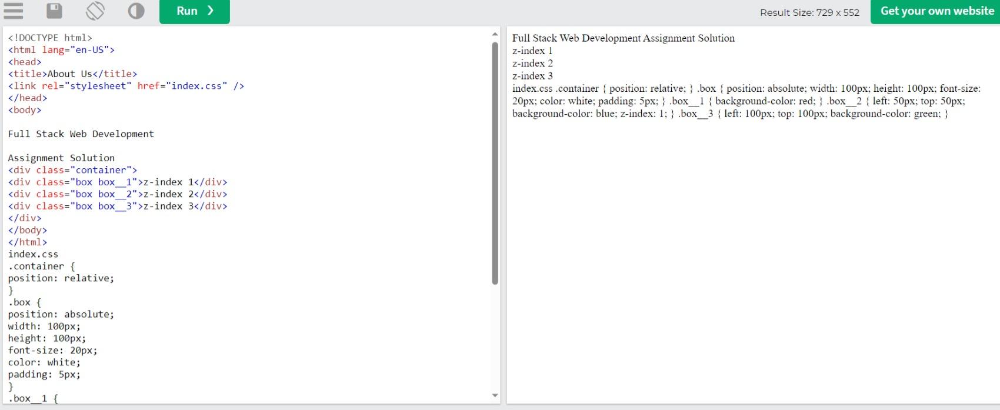 Run ❯
Result Size: 729 x 552
Get your own website
<!DOCTYPE html>
<html lang="en-US">
<head>
<title>About Us</title>
<link rel="stylesheet" href="index.css" />
</head>
<body>
Full Stack Web Development
Assignment Solution
<div class="container">
<div class="box box__1">z-index 1</div>
<div class="box box__2">z-index 2</div>
<div class="box box__3">z-index 3</div>
</div>
</body>
</html>
index.css
.container {
position: relative;
}
.box {
position: absolute;
width: 100px;
height: 100px;
font-size: 20px;
color: white;
padding: 5px;
}
.box__1 {
Full Stack Web Development Assignment Solution
z-index 1
z-index 2
z-index 3
index.css .container { position: relative; } .box { position: absolute; width: 100px; height: 100px; font-size:
20px; color: white; padding: 5px; } .box__1 { background-color: red; } .box__2 { left: 50px; top: 50px;
background-color: blue; z-index: 1; } .box__3 { left: 100px; top: 100px; background-color: green; }